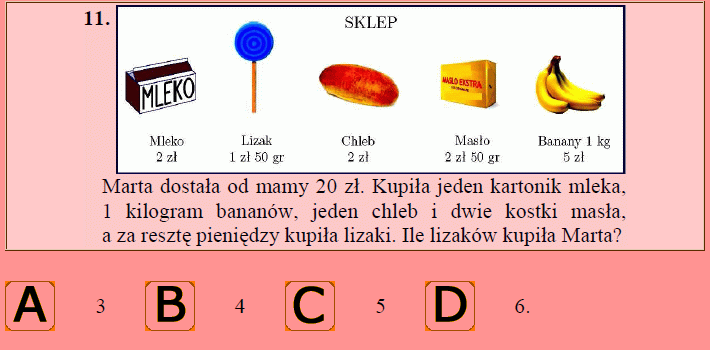 11.
SKLEP
MLEKO
MASŁO EKSTRA
Mleko Lizak Chleb Masło Banany 1 kg
2 zł 1 zł 50 gr 2 zł 2 zł 50 gr 5 zł
Marta dostała od mamy 20 zł. Kupiła jeden kartonik mleka,
1 kilogram bananów, jeden chleb i dwie kostki masła,
a za resztę pieniędzy kupiła lizaki. Ile lizaków kupiła Marta?
A 3 B 4 C 5 D 6.